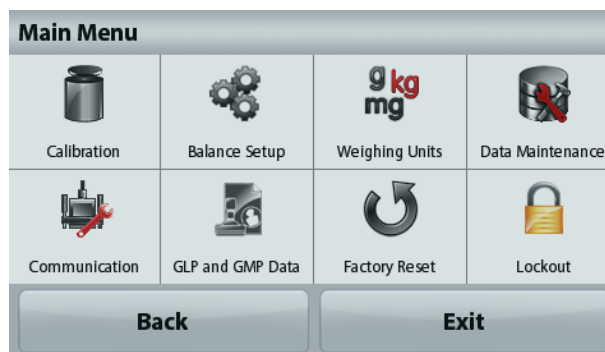 Main Menu
g kg
mg
Calibration
Balance Setup
Weighing Units
Data Maintenance
Communication
GLP and GMP Data
Factory Reset
Lockout
Back
Exit